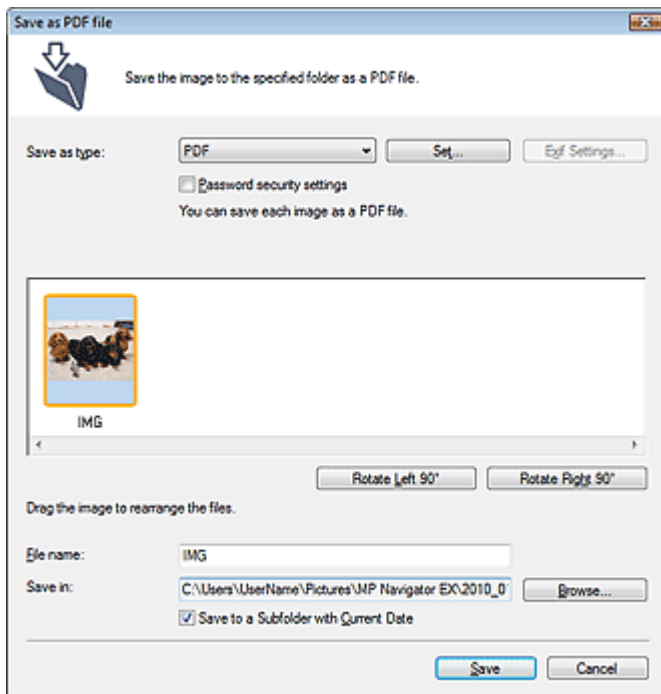 Save as PDF file
Save the image to the specified folder as a PDF file.
Save as type:
PDF
Set...
Exif Settings...
Password security settings
You can save each image as a PDF file.
IMG
Rotate Left 90°
Rotate Right 90°
Drag the image to rearrange the files.
File name:
IMG
Save in:
C:\Users\UserName\Pictures\MP Navigator EX\2010_0
Browse...
Save to a Subfolder with Current Date
Save
Cancel